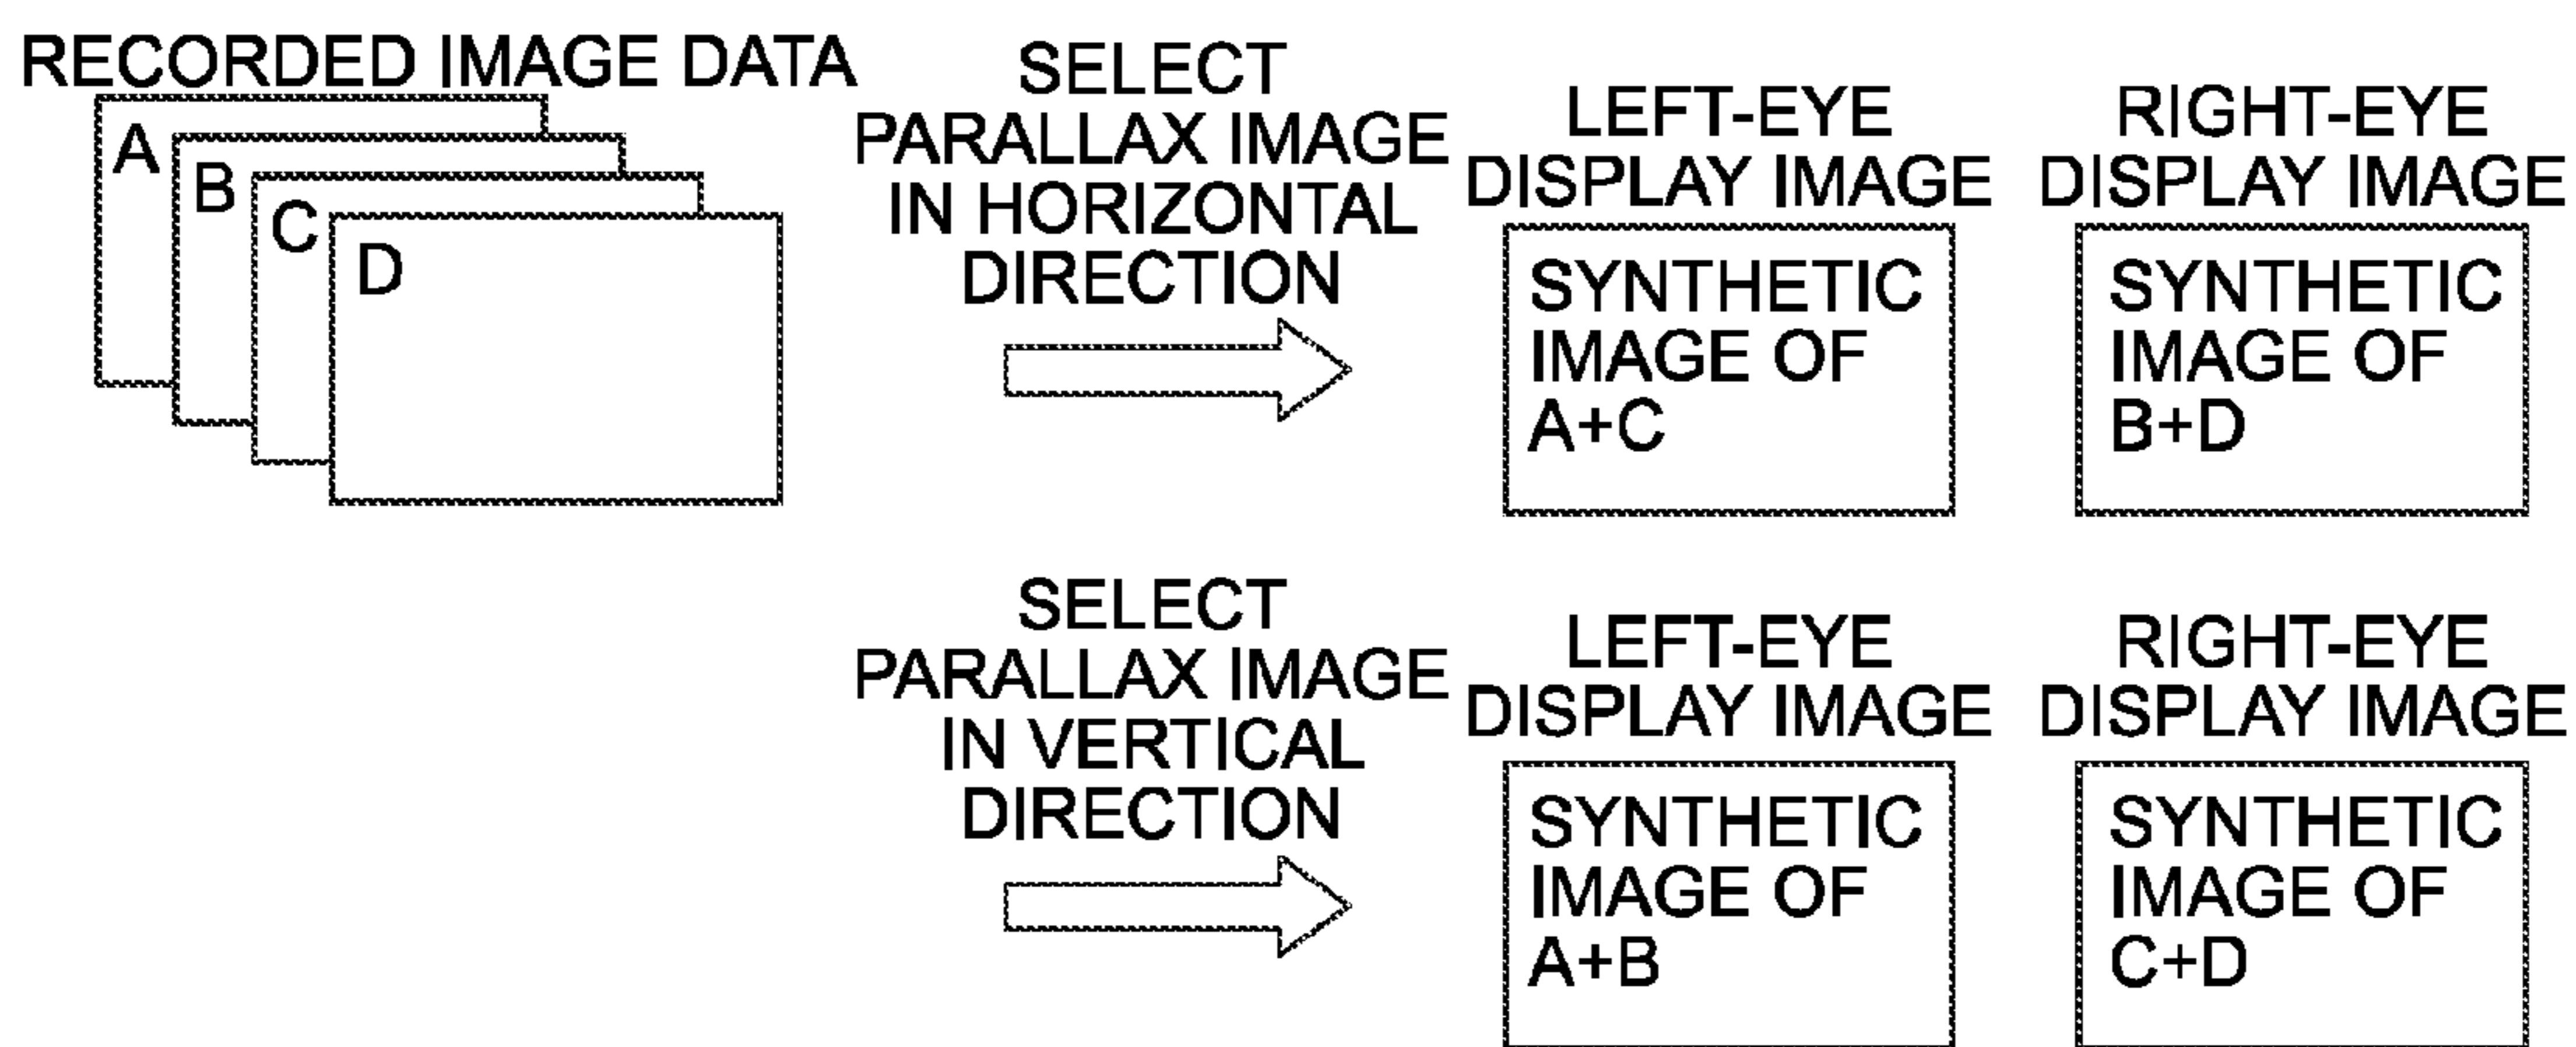 RECORDED IMAGE DATA
A
B
C
D
SELECT
PARALLAX IMAGE
IN HORIZONTAL
DIRECTION
LEFT-EYE
DISPLAY IMAGE
SYNTHETIC
IMAGE OF
A+C
RIGHT-EYE
DISPLAY IMAGE
SYNTHETIC
IMAGE OF
B+D
SELECT
PARALLAX IMAGE
IN VERTICAL
DIRECTION
LEFT-EYE
DISPLAY IMAGE
SYNTHETIC
IMAGE OF
A+B
RIGHT-EYE
DISPLAY IMAGE
SYNTHETIC
IMAGE OF
C+D